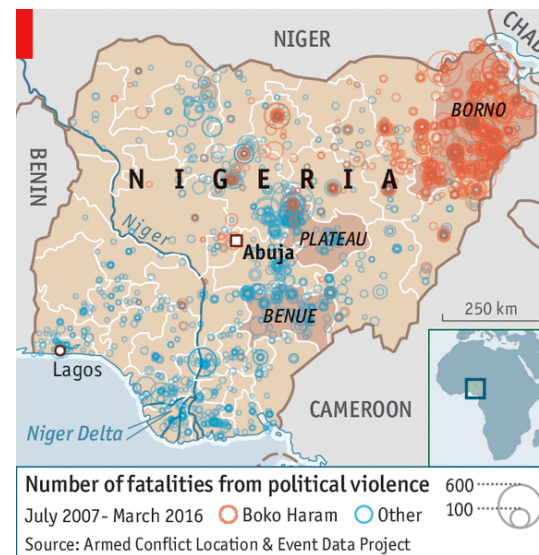 NIGER
CHAD
BORNO
BENIN
NIGERIA
Niger
Abuja
PLATEAU
BENUE
250 km
Lagos
CAMEROON
Niger Delta
Number of fatalities from political violence
600
100
July 2007- March 2016 Boko Haram Other
Source: Armed Conflict Location & Event Data Project